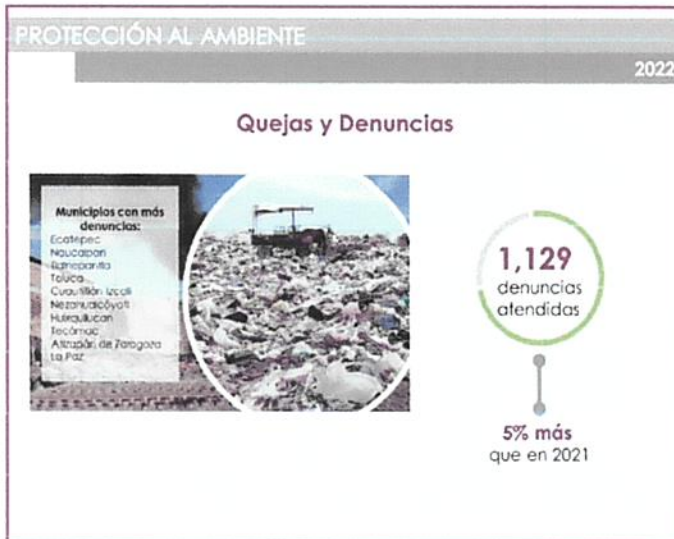 PROTECCIÓN AL AMBIENTE
2022
Quejas y Denuncias
Municipios con más
denuncias:
Ecatepec
Naucalpan
Tlalnepantla
Toluca
Cuautitlán Izcalli
Nezahualcóyotl
Huixquilucan
Tecámac
Atizapán de Zaragoza
La Paz
1,129
denuncias
atendidas
5% más
que en 2021